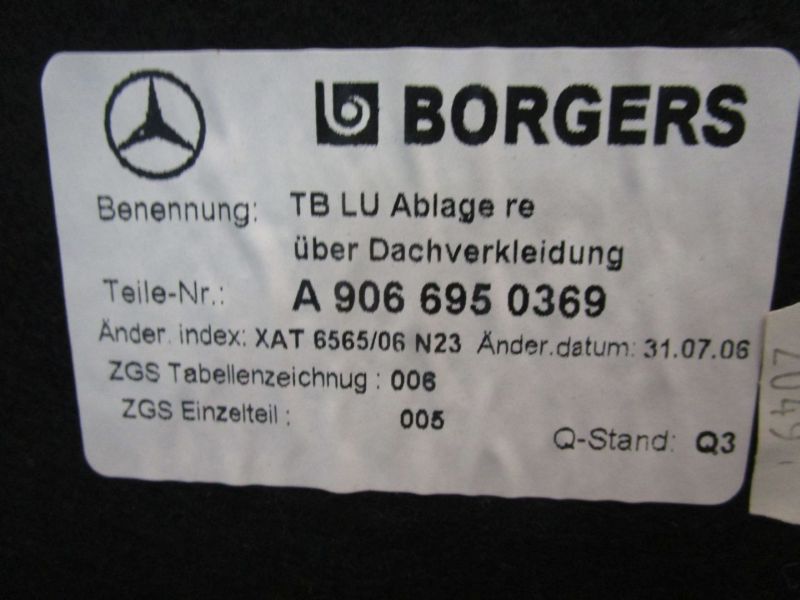 BORGERS
Benennung: TB LU Ablage re
über Dachverkleidung
Teile-Nr.: A 906 695 0369
Änder. index: XAT 6565/06 N23 Änder.datum: 31.07.06
ZGS Tabellenzeichnug : 006
ZGS Einzelteil : 005
Q-Stand: Q3